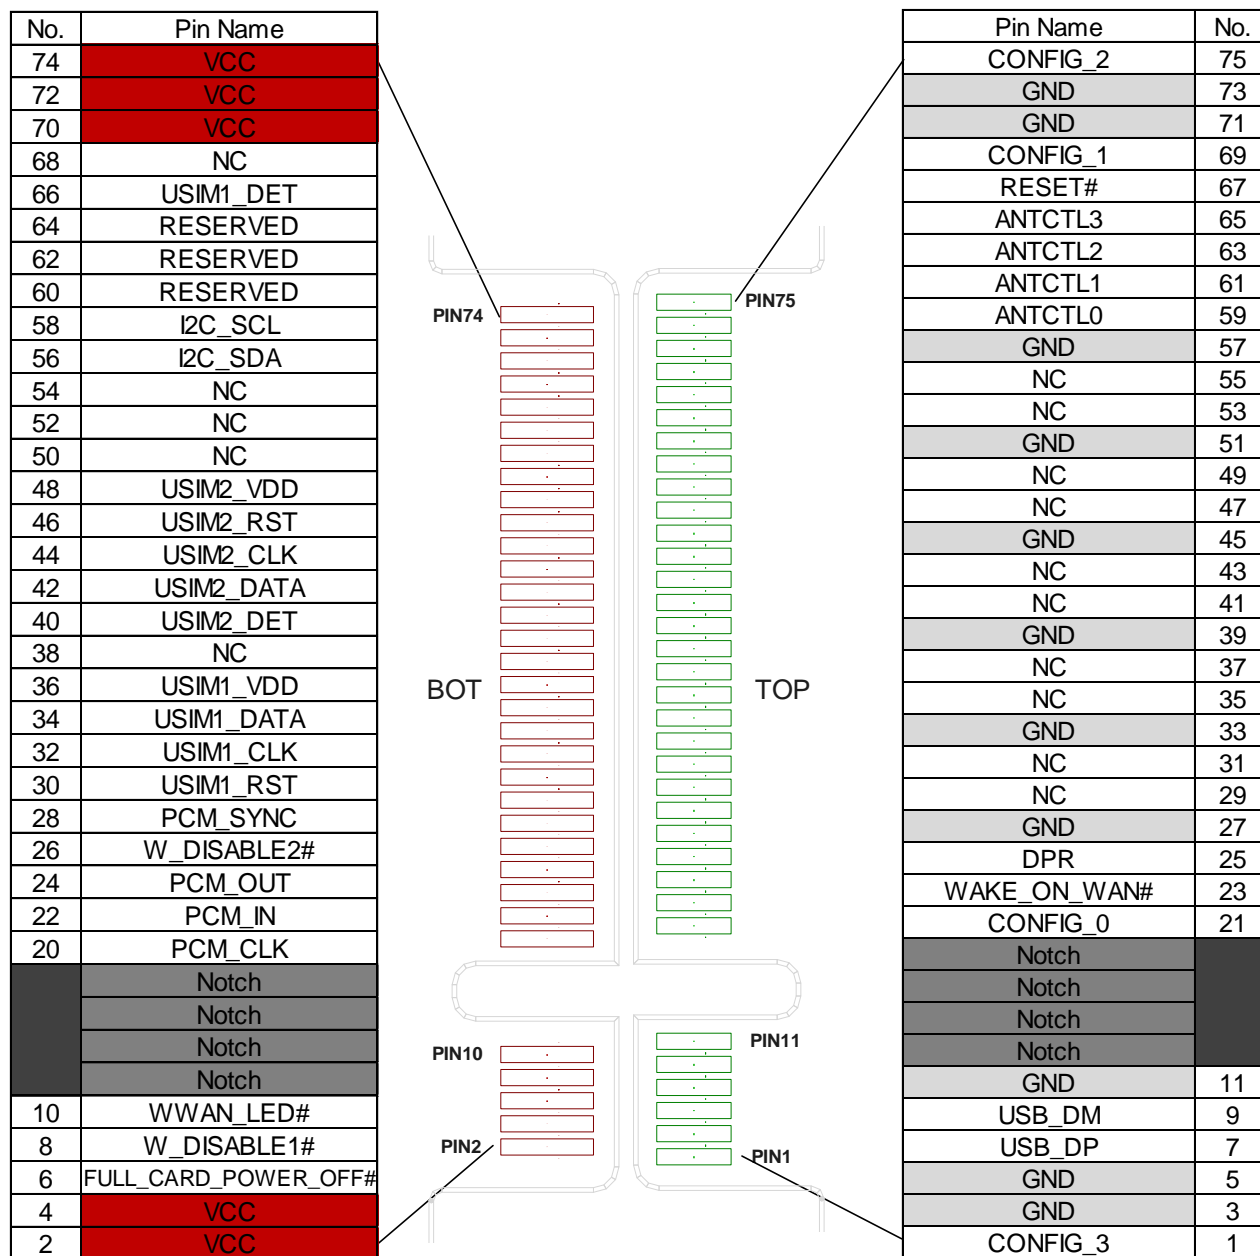 No. Pin Name
74 VCC
72 VCC
70 VCC
68 NC
66 USIM1_DET
64 RESERVED
62 RESERVED
60 RESERVED
58 I2C_SCL
56 I2C_SDA
54 NC
52 NC
50 NC
48 USIM2_VDD
46 USIM2_RST
44 USIM2_CLK
42 USIM2_DATA
40 USIM2_DET
38 NC
36 USIM1_VDD
34 USIM1_DATA
32 USIM1_CLK
30 USIM1_RST
28 PCM_SYNC
26 W_DISABLE2#
24 PCM_OUT
22 PCM_IN
20 PCM_CLK
Notch
Notch
Notch
Notch
10 WWAN_LED#
8 W_DISABLE1#
6 FULL_CARD_POWER_OFF#
4 VCC
2 VCC
PIN74
BOT
PIN10
PIN2
PIN75
TOP
PIN11
PIN1
Pin Name No.
CONFIG_2 75
GND 73
GND 71
CONFIG_1 69
RESET# 67
ANTCTL3 65
ANTCTL2 63
ANTCTL1 61
ANTCTL0 59
GND 57
NC 55
NC 53
GND 51
NC 49
NC 47
GND 45
NC 43
NC 41
GND 39
NC 37
NC 35
GND 33
NC 31
NC 29
GND 27
DPR 25
WAKE_ON_WAN# 23
CONFIG_0 21
Notch
Notch
Notch
Notch
GND 11
USB_DM 9
USB_DP 7
GND 5
GND 3
CONFIG_3 1